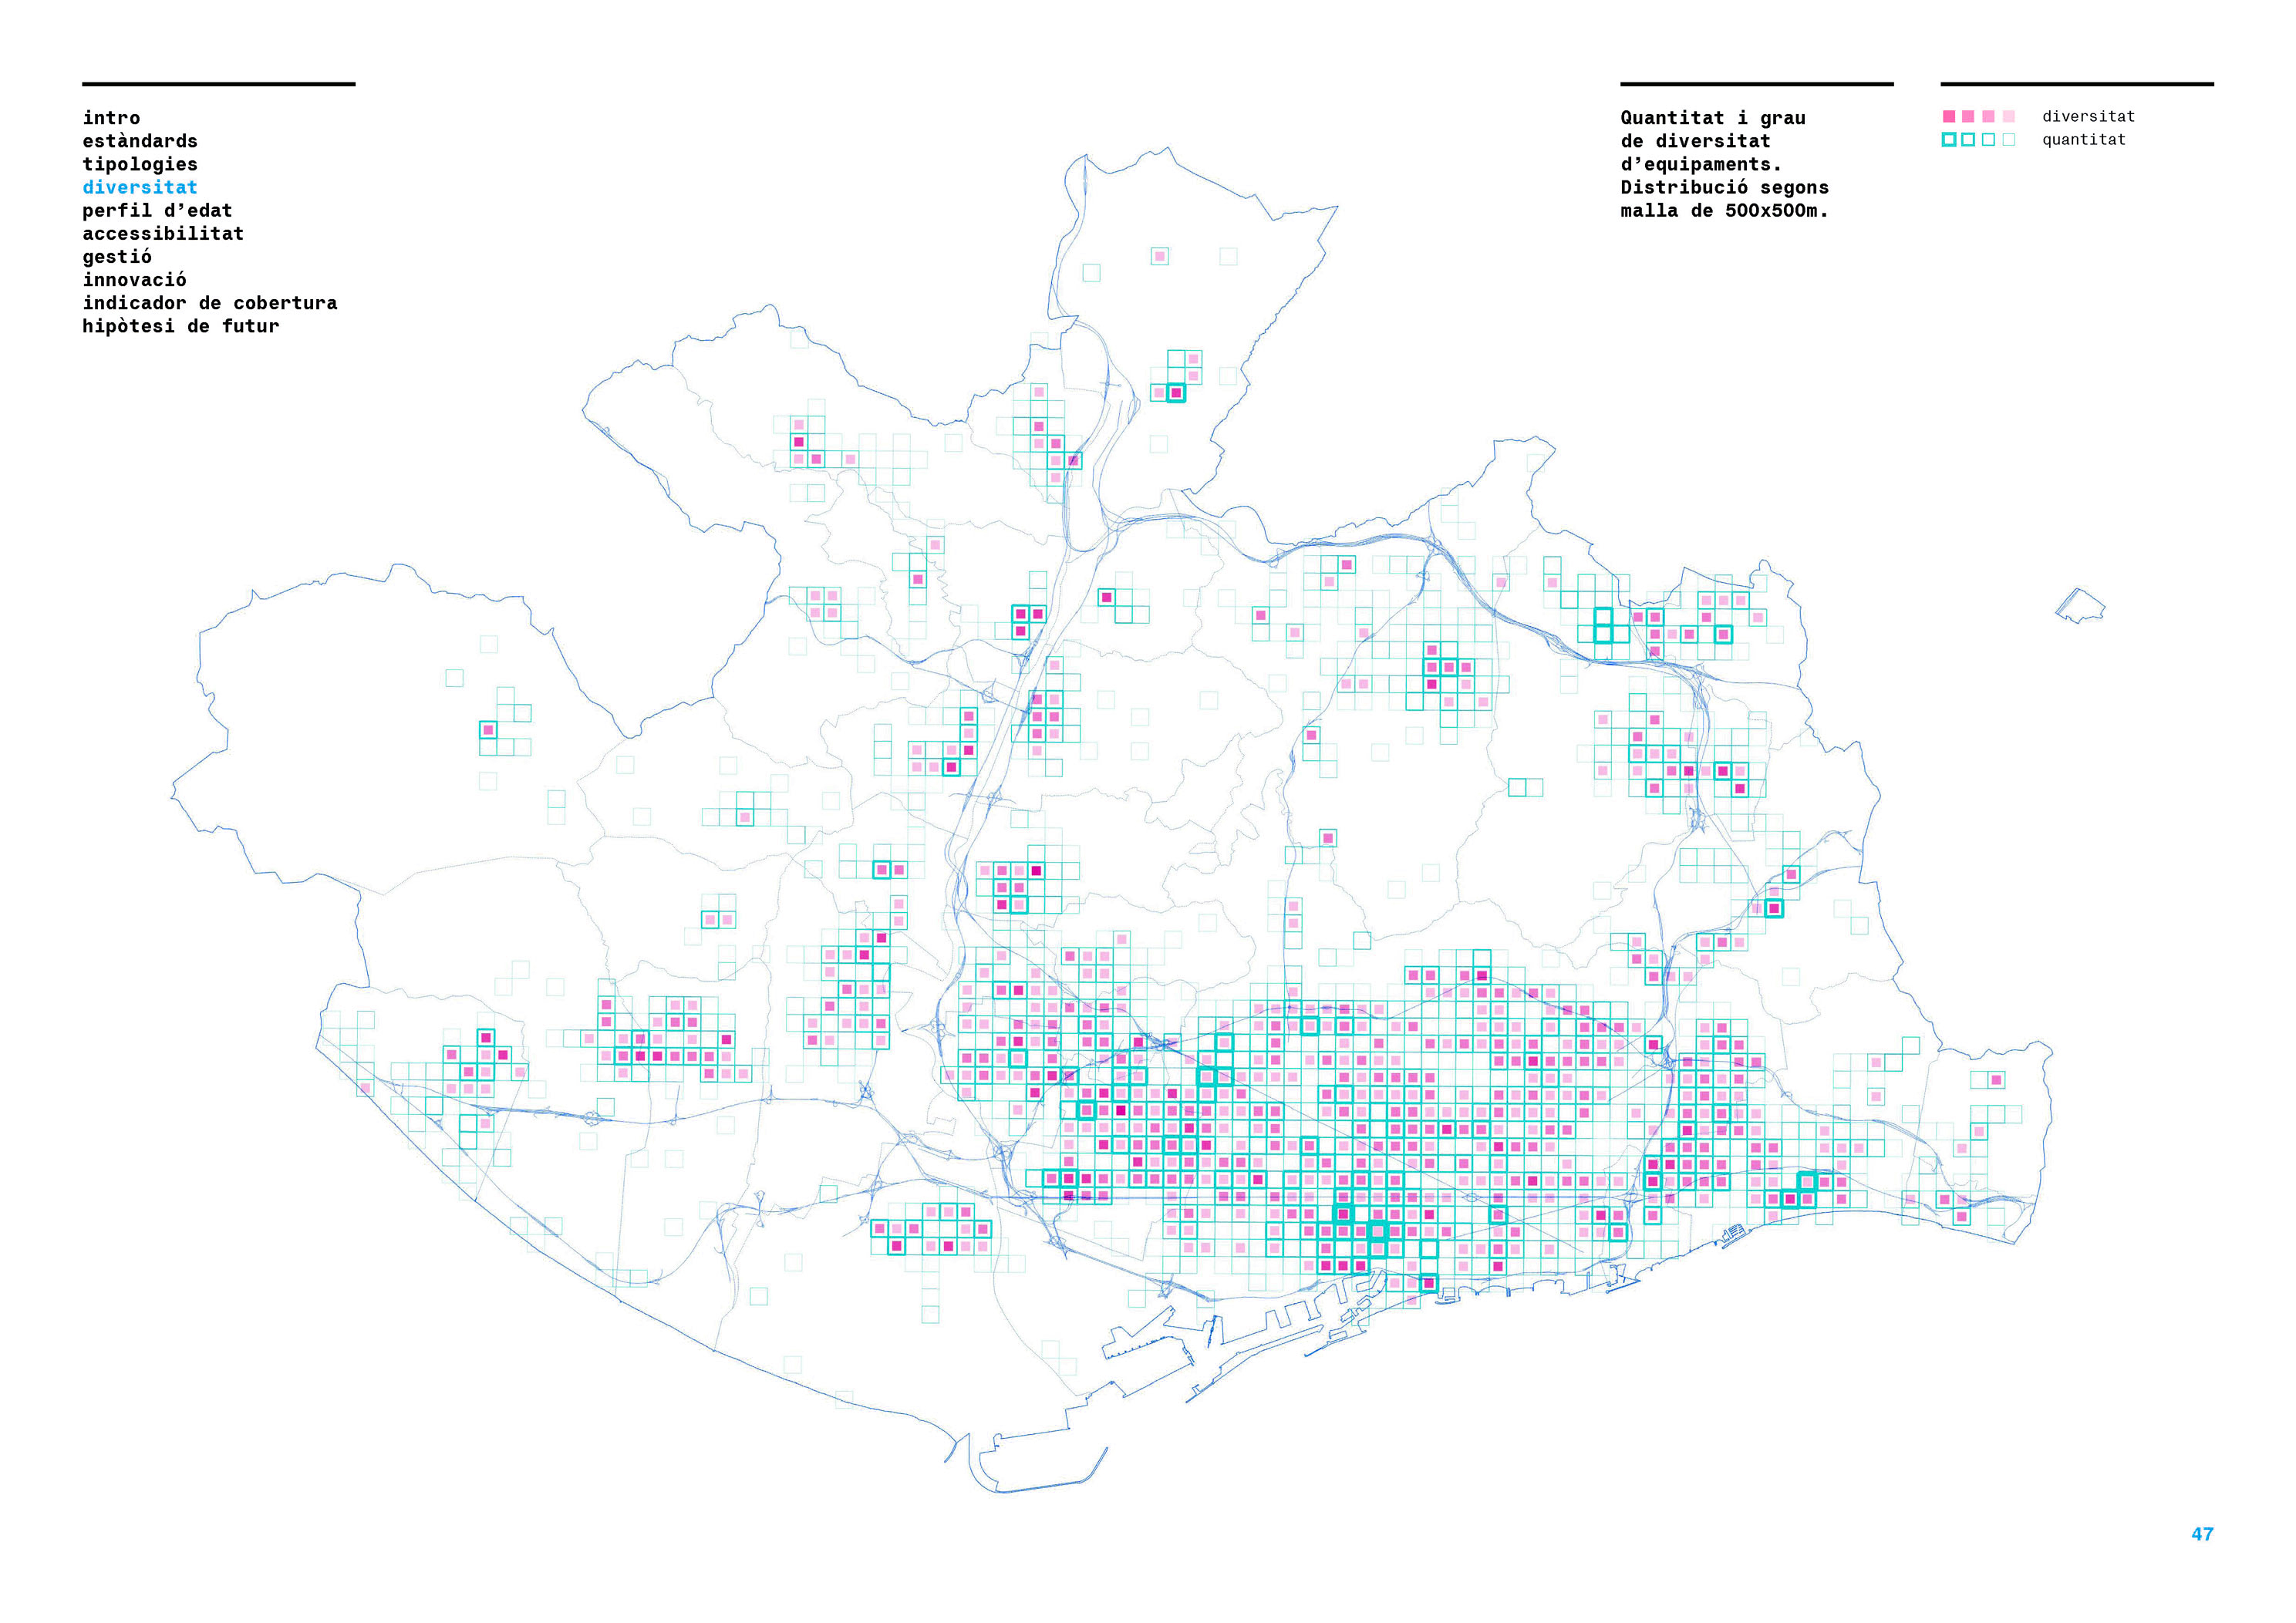 intro
estàndards
tipologies
diversitat
perfil d’edat
accessibilitat
gestió
innovació
indicador de cobertura
hipòtesi de futur
Quantitat i grau
de diversitat
d’equipaments.
Distribució segons
malla de 500x500m.
diversitat
quantitat
47